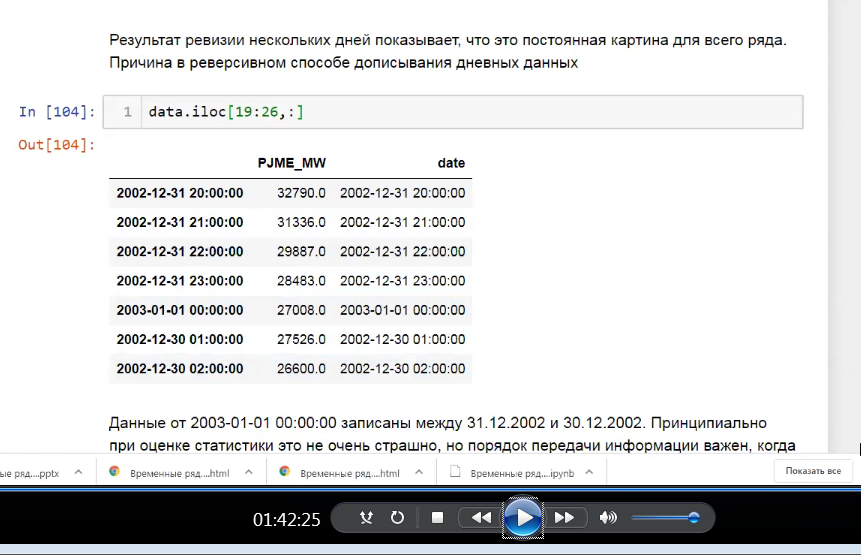 Результат ревизии нескольких дней показывает, что это постоянная картина для всего ряда.
Причина в реверсивном способе дописывания дневных данных
In [104]: 1 data.iloc[19:26,:]
Out[104]:
PJME_MW date
2002-12-31 20:00:00 32790.0 2002-12-31 20:00:00
2002-12-31 21:00:00 31336.0 2002-12-31 21:00:00
2002-12-31 22:00:00 29887.0 2002-12-31 22:00:00
2002-12-31 23:00:00 28483.0 2002-12-31 23:00:00
2003-01-01 00:00:00 27008.0 2003-01-01 00:00:00
2002-12-30 01:00:00 27526.0 2002-12-30 01:00:00
2002-12-30 02:00:00 26600.0 2002-12-30 02:00:00
Данные от 2003-01-01 00:00:00 записаны между 31.12.2002 и 30.12.2002. Принципиально
при оценке статистики это не очень страшно, но порядок передачи информации важен, когда
ые ряд....pptx Временные ряд....html Временные ряд....html Временные ряд....ipynb Показать все
01:42:25